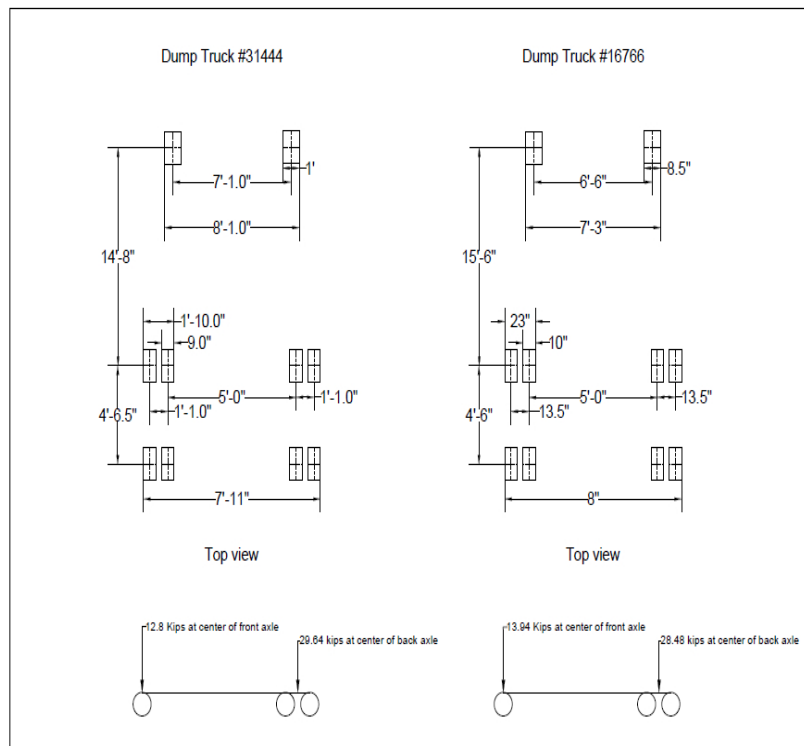 Dump Truck #31444
Dump Truck #16766
1'
7'-1.0"
8'-1.0"
14'-8"
1'-10.0"
9.0"
5'-0"
1'-1.0"
4'-6.5"
1'-1.0"
7'-11"
8.5"
6'-6"
7'-3"
15'-6"
23"
10"
5'-0"
13.5"
4'-6"
13.5"
8"
Top view
Top view
12.8 Kips at center of front axle
29.64 kips at center of back axle
13.94 Kips at center of front axle
28.48 kips at center of back axle